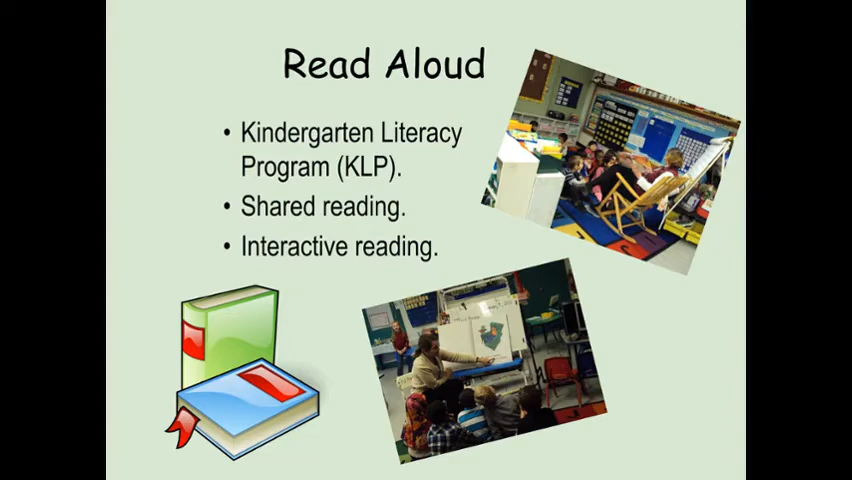 Read Aloud
• Kindergarten Literacy
Program (KLP).
• Shared reading.
• Interactive reading.